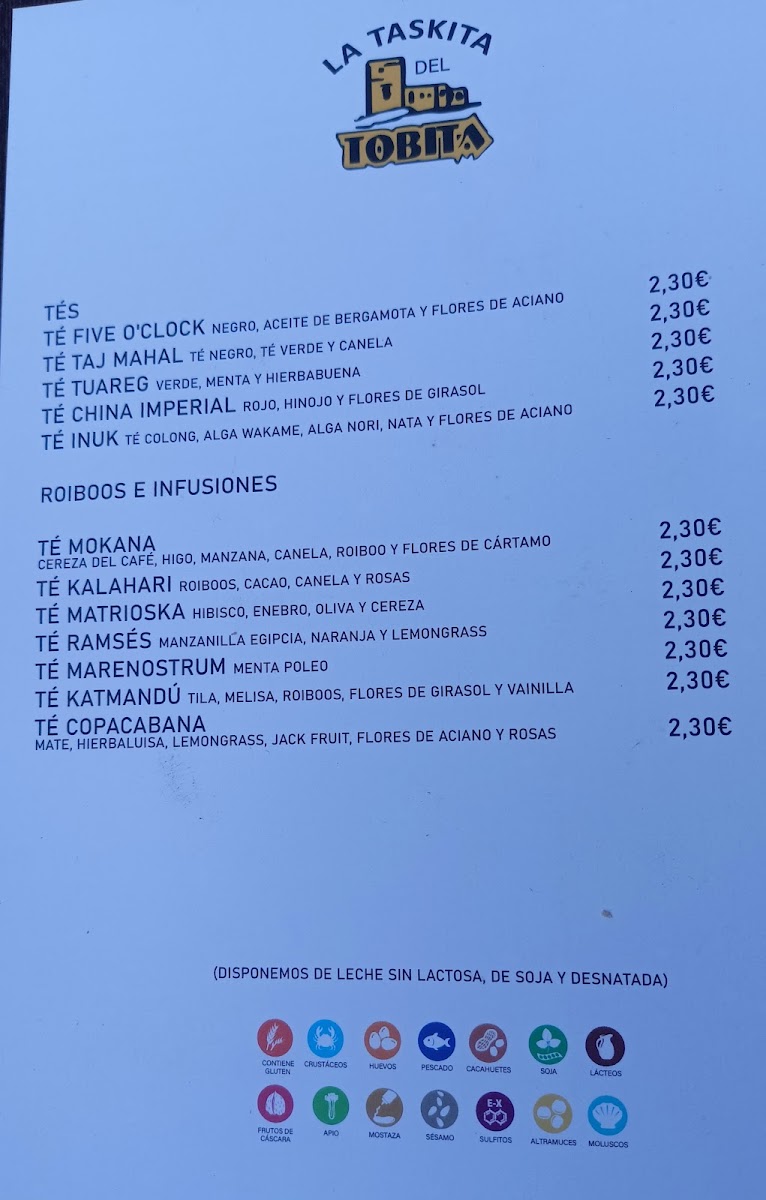 LA TASKITA
DEL
TOBITA
TÉS
TÉ FIVE O'CLOCK NEGRO, ACEITE DE BERGAMOTA Y FLORES DE ACIANO 2,30€
TÉ TAJ MAHAL TÉ NEGRO, TÉ VERDE Y CANELA 2,30€
TÉ TUAREG VERDE, MENTA Y HIERBABUENA 2,30€
TÉ CHINA IMPERIAL ROJO, HINOJO Y FLORES DE GIRASOL 2,30€
TÉ INUK TÉ COLONG, ALGA WAKAME, ALGA NORI, NATA Y FLORES DE ACIANO 2,30€
ROIBOOS E INFUSIONES
TÉ MOKANA 2,30€
CEREZA DEL CAFÉ, HIGO, MANZANA, CANELA, ROIBOO Y FLORES DE CÁRTAMO
TÉ KALAHARI ROIBOOS, CACAO, CANELA Y ROSAS 2,30€
TÉ MATRIOSKA HIBISCO, ENEBRO, OLIVA Y CEREZA 2,30€
TÉ RAMSÉS MANZANILLA EGIPCIA, NARANJA Y LEMONGRASS 2,30€
TÉ MARENOSTRUM MENTA POLEO 2,30€
TÉ KATMANDÚ TILA, MELISA, ROIBOOS, FLORES DE GIRASOL Y VAINILLA 2,30€
TÉ COPACABANA 2,30€
MATE, HIERBALUISA, LEMONGRASS, JACK FRUIT, FLORES DE ACIANO Y ROSAS
(DISPONEMOS DE LECHE SIN LACTOSA, DE SOJA Y DESNATADA)
CONTIENE GLUTEN
CRUSTÁCEOS
HUEVOS
PESCADO
CACAHUETES
SOJA
LÁCTEOS
FRUTOS DE CÁSCARA
APIO
MOSTAZA
SÉSAMO
E-X
SULFITOS
ALTRAMUCES
MOLUSCOS